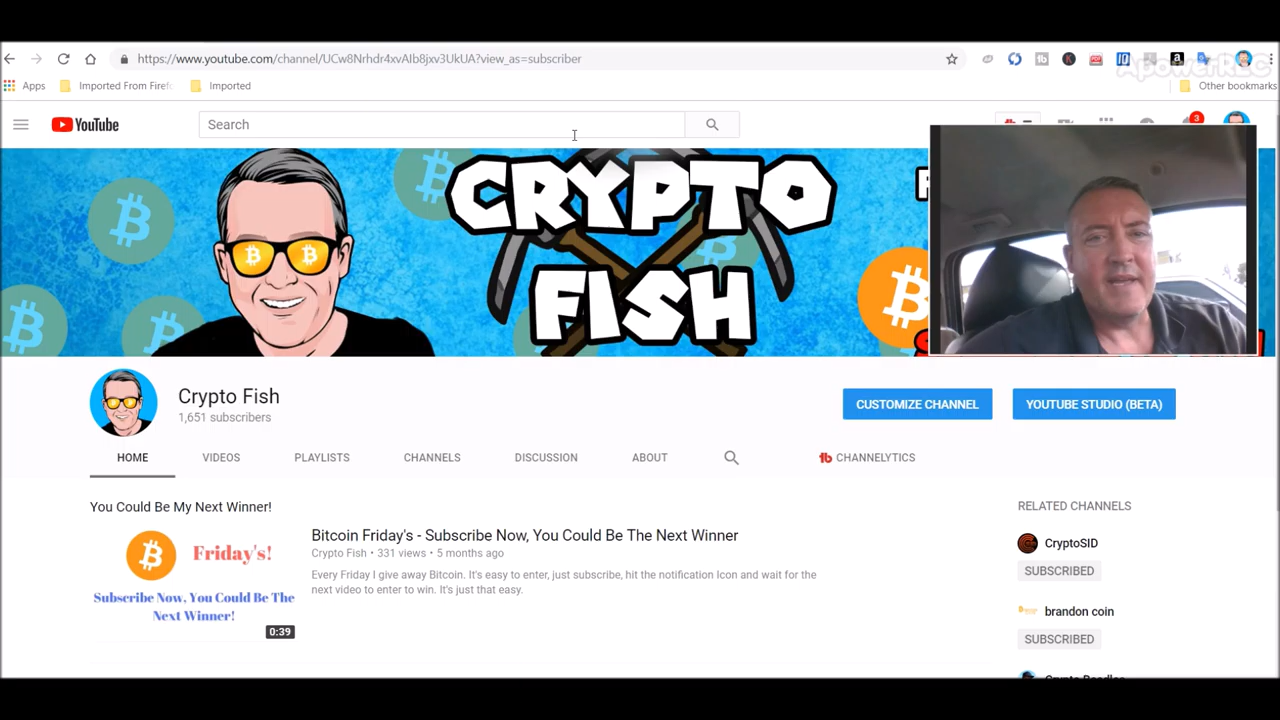 https://www.youtube.com/channel/UCw8Nrhdr4xvAIb8jxv3UkUA?view_as=subscriber
ApowerREC
Apps
Imported From Firefo
Imported
Other bookmarks
YouTube
Search
3
CRYPTO
FISH
Crypto Fish
1,651 subscribers
CUSTOMIZE CHANNEL
YOUTUBE STUDIO (BETA)
HOME
VIDEOS
PLAYLISTS
CHANNELS
DISCUSSION
ABOUT
CHANNELYTICS
You Could Be My Next Winner!
Friday's!
Subscribe Now, You Could Be The
Next Winner!
0:39
Bitcoin Friday's - Subscribe Now, You Could Be The Next Winner
Crypto Fish • 331 views • 5 months ago
Every Friday I give away Bitcoin. It's easy to enter, just subscribe, hit the notification Icon and wait for the
next video to enter to win. It's just that easy.
RELATED CHANNELS
CryptoSID
SUBSCRIBED
brandon coin
SUBSCRIBED